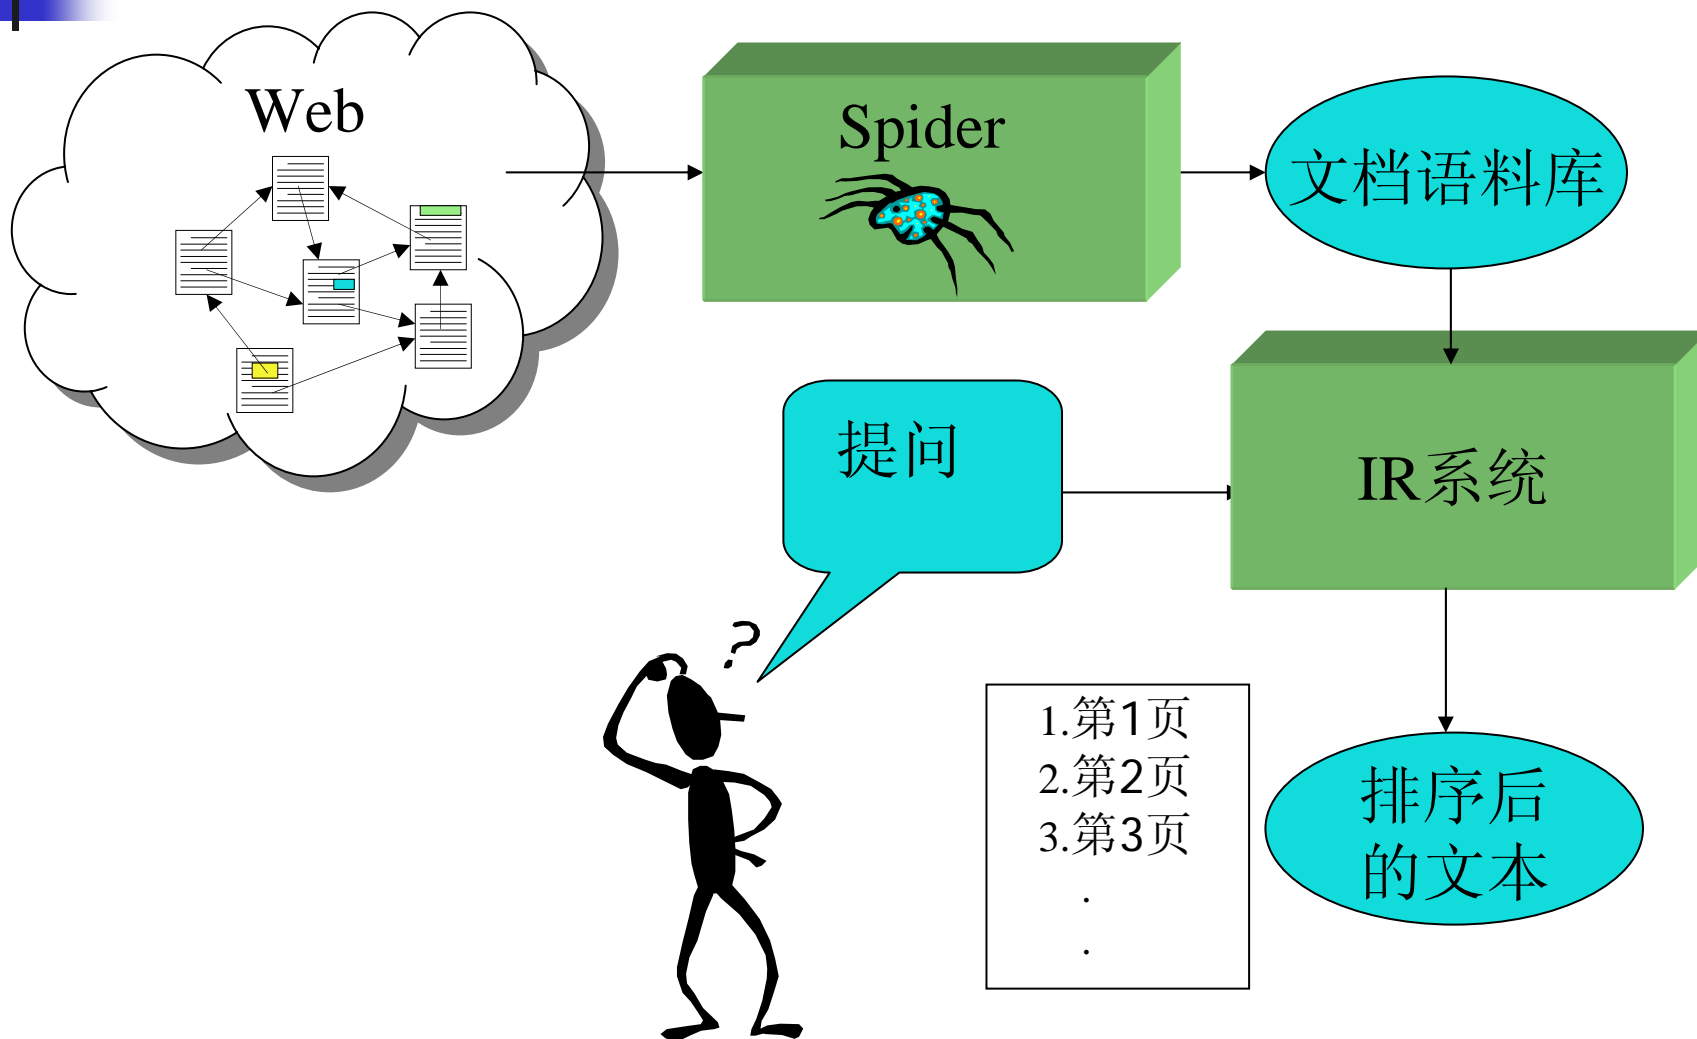 Web
Spider
文档语料库
提问
IR系统
?
1.第1页
2.第2页
3.第3页
.
.
排序后
的文本